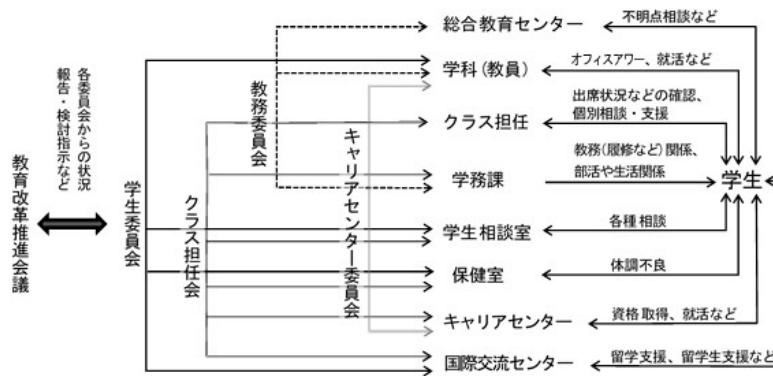 総合教育センター
不明点相談など
学科(教員)
オフィスアワー、就活など
クラス担任
出席状況などの確認、
個別相談・支援
学務課
教務(履修など)関係、
部活や生活関係
学生
学生相談室
各種相談
保健室
体調不良
キャリアセンター
資格取得、就活など
国際交流センター
留学支援、留学生支援など
教務委員会
キャリアセンター委員会
クラス担任会
学生委員会
各委員会からの状況
報告・検討指示など
教育改革推進会議